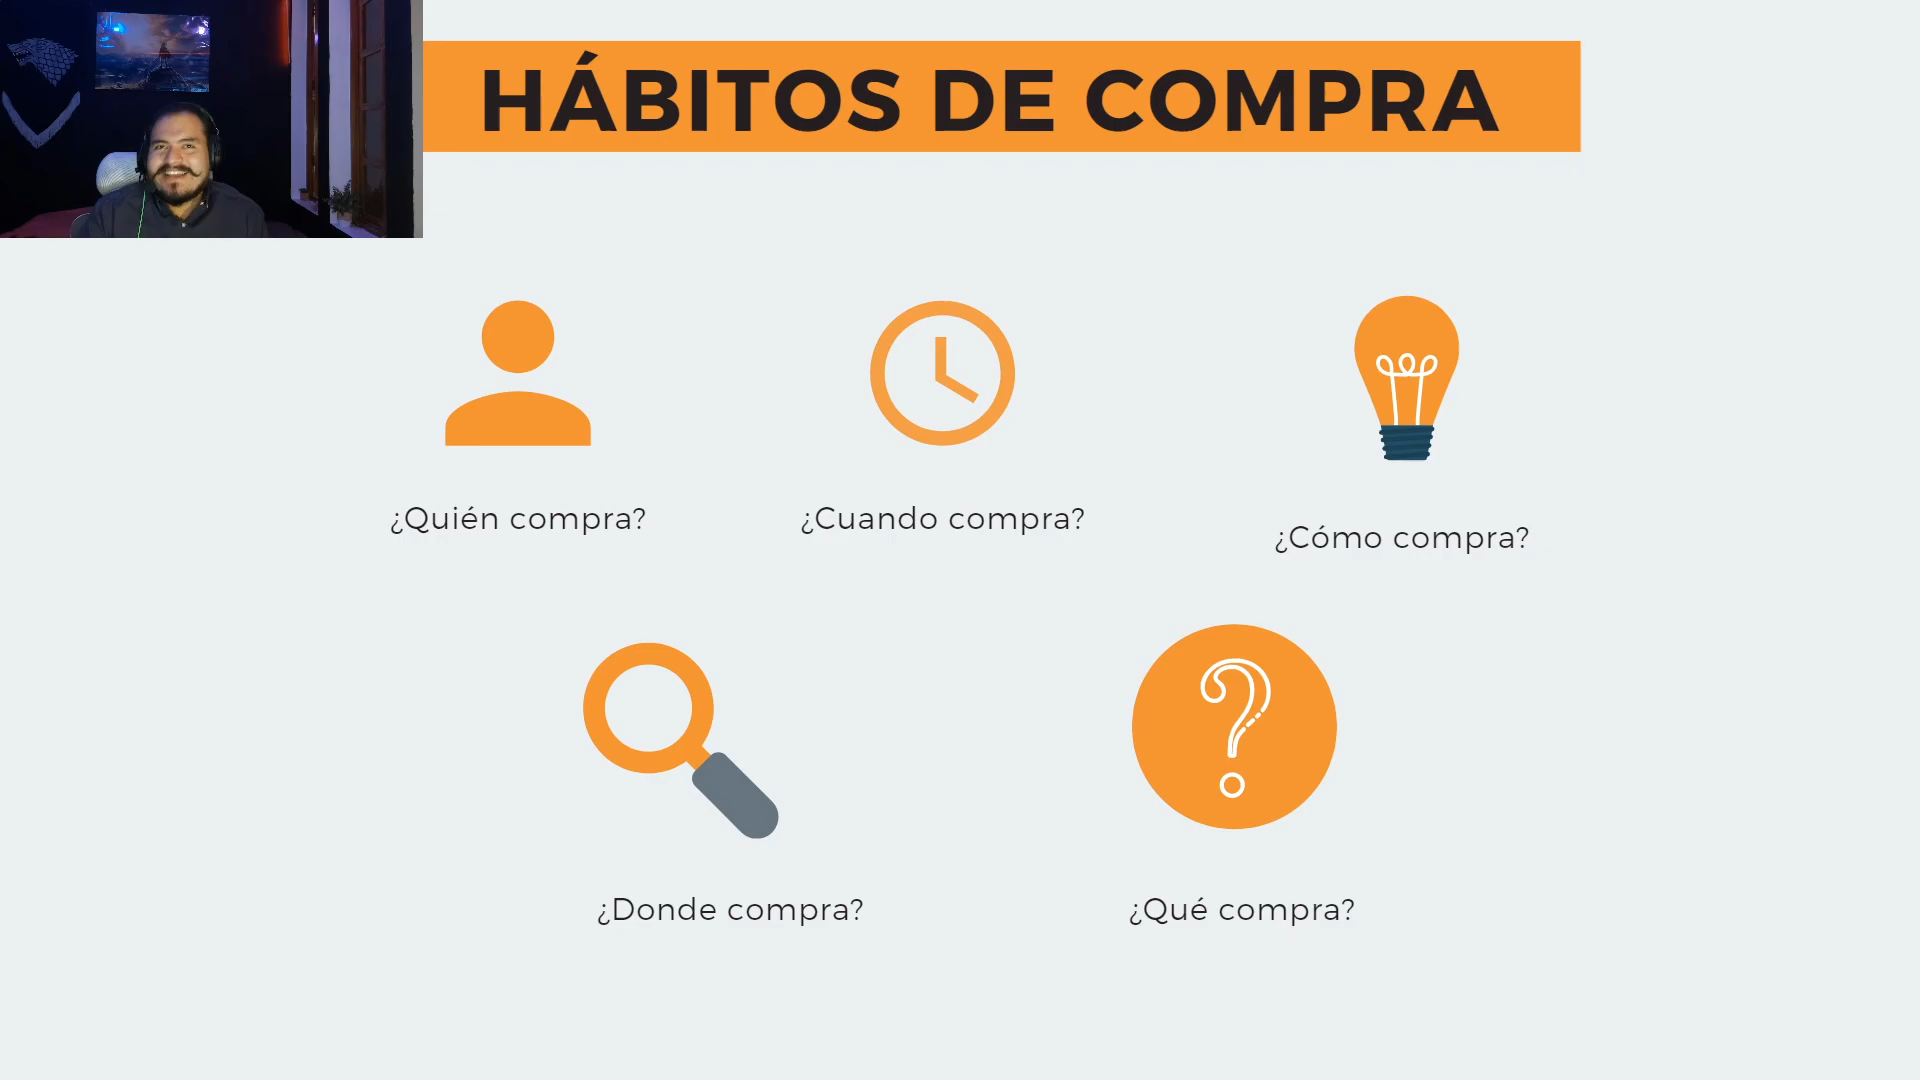 HÁBITOS DE COMPRA
¿Quién compra?
¿Cuando compra?
¿Cómo compra?
¿Donde compra?
¿Qué compra?